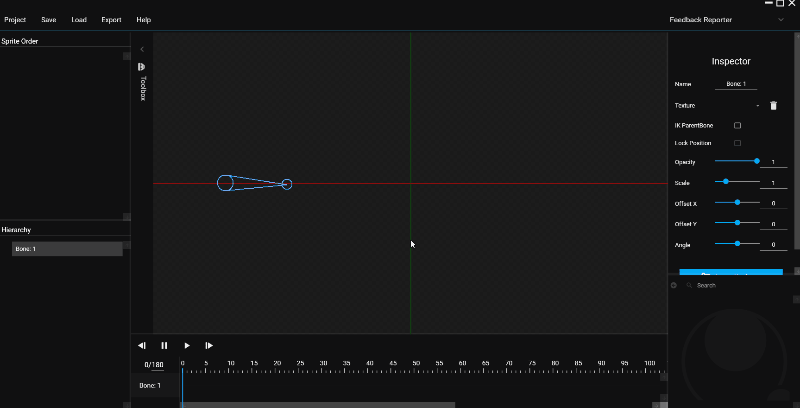 Project Save Load Export Help
Feedback Reporter
Sprite Order
Toolbox
Hierarchy
Bone: 1
Inspector
Name Bone: 1
Texture -
IK ParentBone
Lock Position
Opacity 1
Scale 1
Offset X 0
Offset Y 0
Angle 0
Search
0/180
0 5 10 15 20 25 30 35 40 45 50 55 60 65 70 75 80 85 90 95 100
Bone: 1